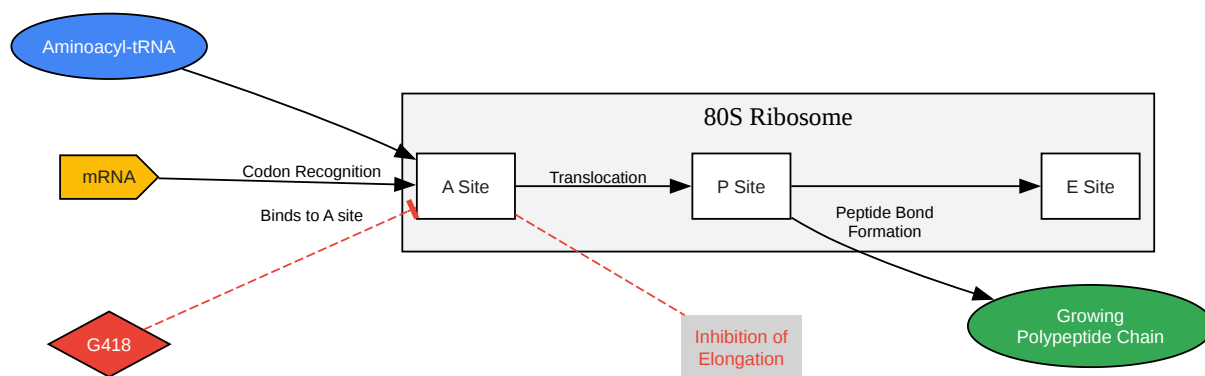 Aminoacyl-tRNA
80S Ribosome
mRNA
Codon Recognition
A Site
Translocation
P Site
E Site
Binds to A site
Peptide Bond
Formation
G418
Inhibition of
Elongation
Growing
Polypeptide Chain